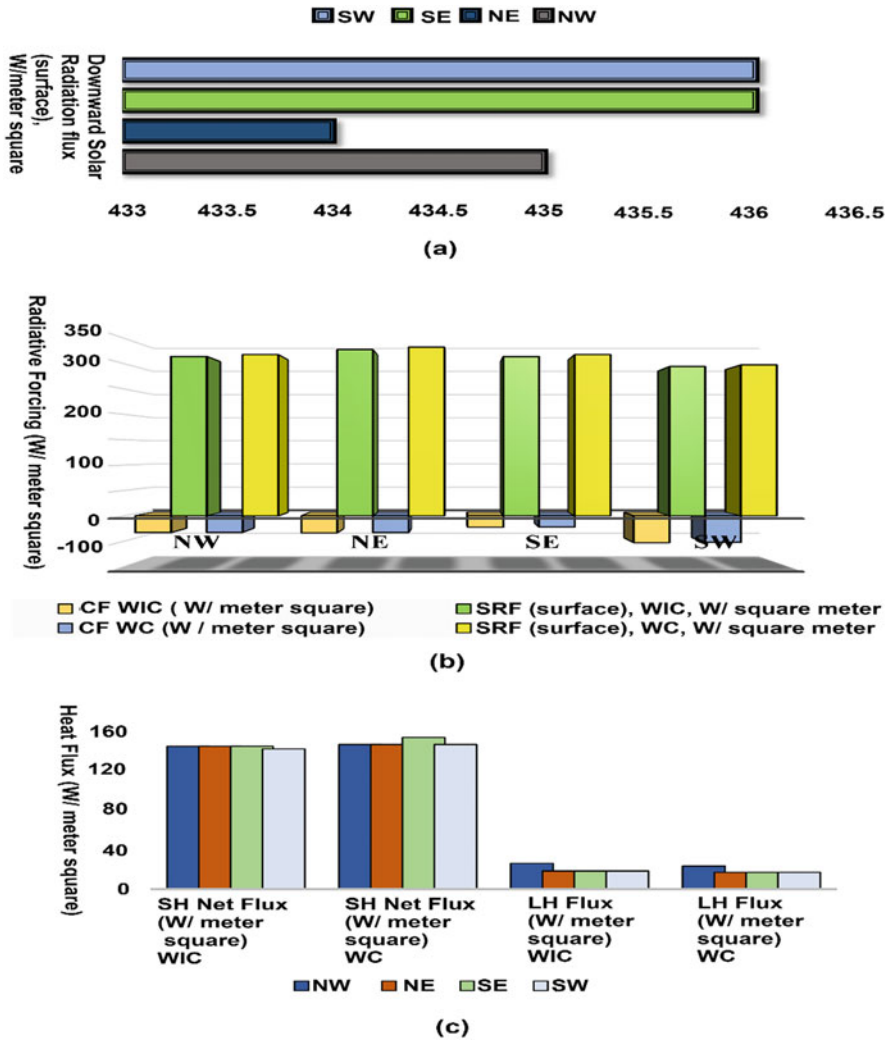 SW SE NE NW
Downward Solar
Radiation flux
(surface),
W/meter square
433 433.5 434 434.5 435 435.5 436 436.5
(a)
Radiative Forcing (W/ meter square)
350
300
200
100
0
-100
NW NE SE SW
CF WIC ( W/ meter square) SRF (surface), WIC, W/ square meter
CF WC (W / meter square) SRF (surface), WC, W/ square meter
(b)
Heat Flux (W/ meter square)
160
120
80
40
0
SH Net Flux SH Net Flux LH Flux LH Flux
(W/ meter (W/ meter (W/ meter (W/ meter
square) square) square) square)
WIC WC WIC WC
NW NE SE SW
(c)